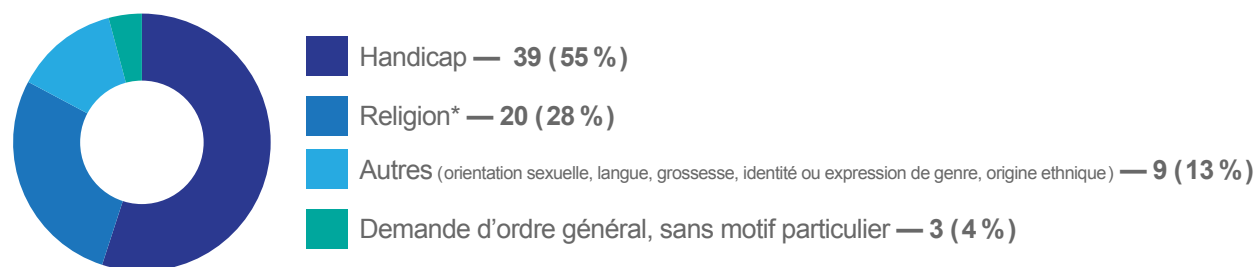 Handicap — 39 (55 %)
Religion* — 20 (28 %)
Autres (orientation sexuelle, langue, grossesse, identité ou expression de genre, origine ethnique) — 9 (13 %)
Demande d’ordre général, sans motif particulier — 3 (4 %)